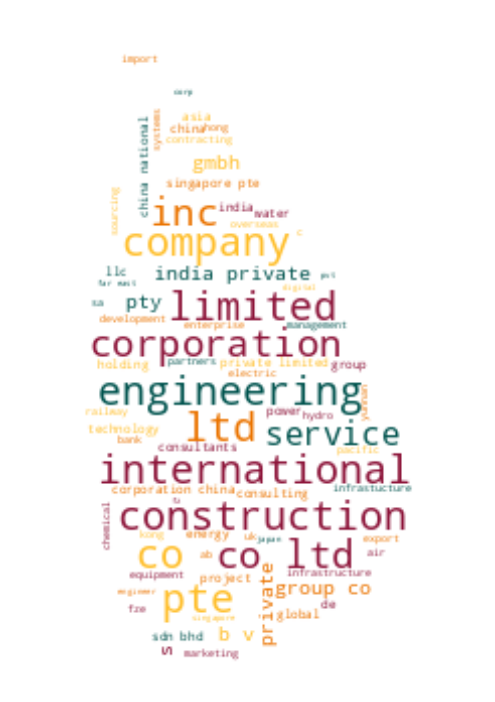 import
corp
asia
systems
china hong
contracting
china national
gmbh
singapore pte
sourcing
inc
india
water
overseas
company
c
llc
india private
pvt
far east
digital
sa
pty
limited
development
enterprise
management
corporation
holding
partners
private limited
group
electric
engineering
yunnan
railway
power
hydro
ltd
technology
service
bank
consultants
pacific
international
corporation china
consulting
infrastucture
construction
chemical
kong
energy
uk
japan
export
co
ab
co ltd
air
equipment
project
infrastructure
engineer
pte
private
group co
fze
de
singapore
global
sdn bhd
b v
s
marketing